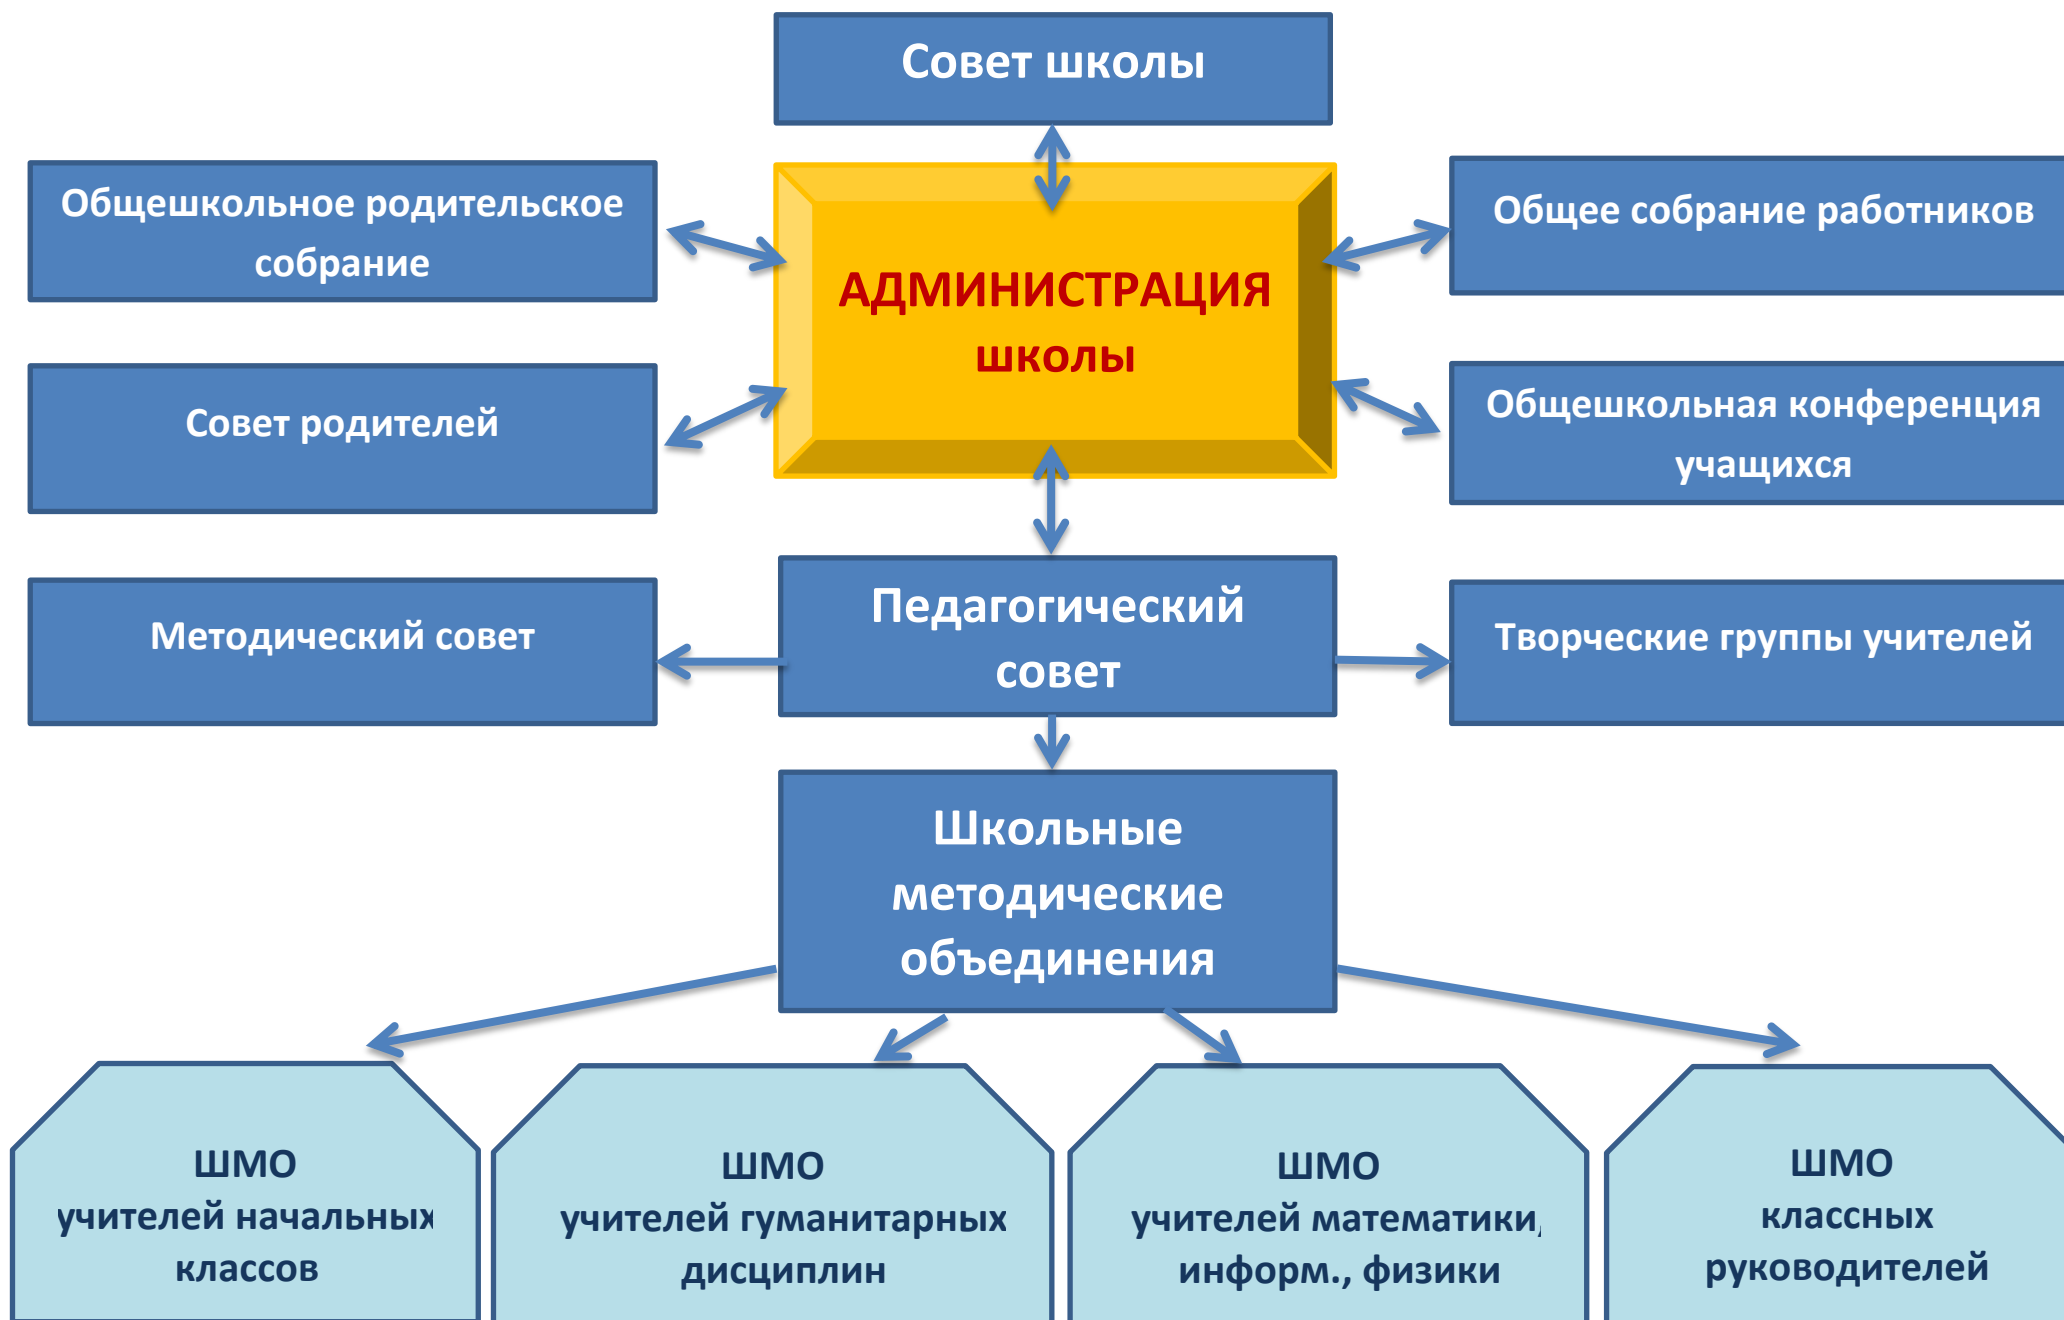 Совет школы
Общешкольное родительское
собрание
АДМИНИСТРАЦИЯ
школы
Общее собрание работников
Совет родителей
Общешкольная конференция
учащихся
Методический совет
Педагогический
совет
Творческие группы учителей
Школьные
методические
объединения
ШМО
учителей начальных
классов
ШМО
учителей гуманитарных
дисциплин
ШМО
учителей математики,
информ., физики
ШМО
классных
руководителей